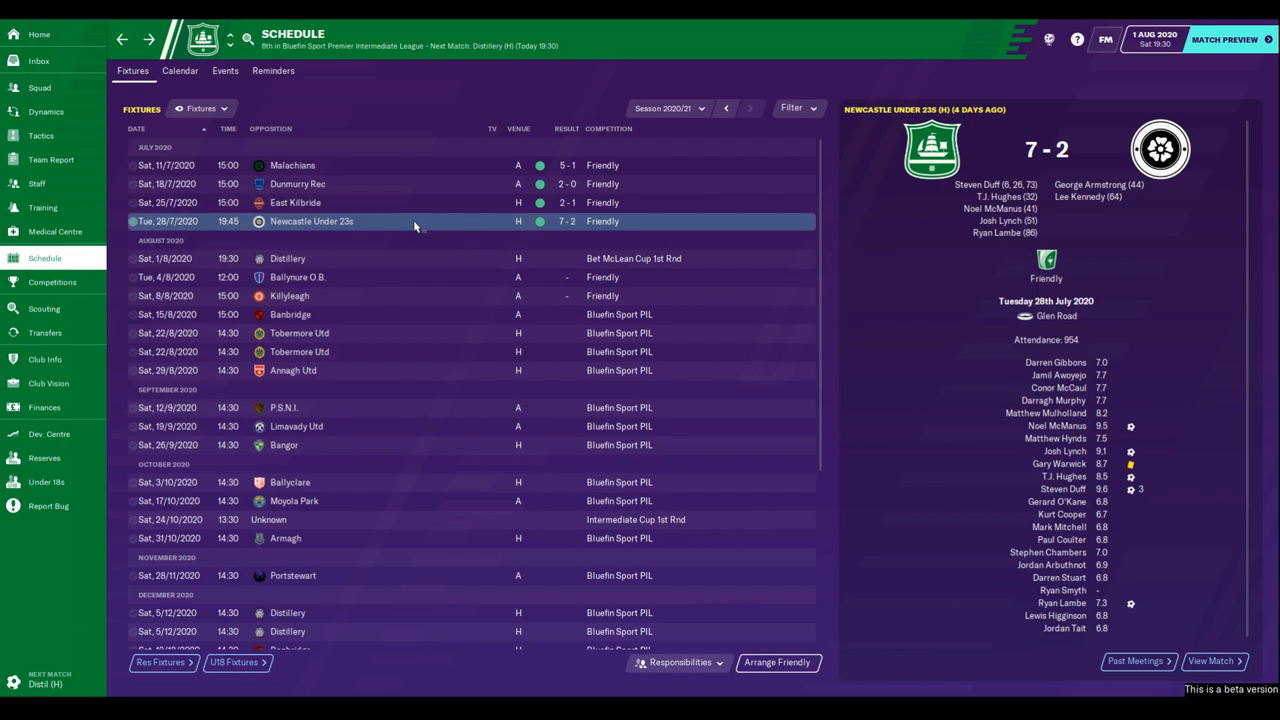 Home
Inbox
Squad
Dynamics
Tactics
Team Report
Staff
Training
Medical Centre
Schedule
Competitions
Scouting
Transfers
Club Info
Club Vision
Finances
Dev. Centre
Reserves
Under 18s
Report Bug
NEXT MATCH
Distil (H)
SCHEDULE
6th in Bluefin Sport Premier Intermediate League - Next Match: Distillery (H) (Today 19:30)
FM
1 AUG 2020
Sat 19:30
MATCH PREVIEW
Fixtures Calendar Events Reminders
FIXTURES Fixtures Season 2020/21 Filter
DATE TIME OPPOSITION TV VENUE RESULT COMPETITION
JULY 2020
Sat, 11/7/2020 15:00 Malachians A 5 - 1 Friendly
Sat, 18/7/2020 15:00 Dunmurry Rec A 2 - 0 Friendly
Sat, 25/7/2020 15:00 East Kilbride H 2 - 1 Friendly
Tue, 28/7/2020 19:45 Newcastle Under 23s H 7 - 2 Friendly
AUGUST 2020
Sat, 1/8/2020 19:30 Distillery H Bet McLean Cup 1st Rnd
Tue, 4/8/2020 12:00 Ballynure O.B. A - Friendly
Sat, 8/8/2020 15:00 Killyleagh A - Friendly
Sat, 15/8/2020 15:00 Banbridge A Bluefin Sport PIL
Sat, 22/8/2020 14:30 Tobermore Utd H Bluefin Sport PIL
Sat, 22/8/2020 14:30 Tobermore Utd H Bluefin Sport PIL
Sat, 29/8/2020 14:30 Annagh Utd H Bluefin Sport PIL
SEPTEMBER 2020
Sat, 12/9/2020 14:30 P.S.N.I. A Bluefin Sport PIL
Sat, 19/9/2020 14:30 Limavady Utd A Bluefin Sport PIL
Sat, 26/9/2020 14:30 Bangor H Bluefin Sport PIL
OCTOBER 2020
Sat, 3/10/2020 14:30 Ballyclare H Bluefin Sport PIL
Sat, 17/10/2020 14:30 Moyola Park A Bluefin Sport PIL
Sat, 24/10/2020 13:30 Unknown Intermediate Cup 1st Rnd
Sat, 31/10/2020 14:30 Armagh H Bluefin Sport PIL
NOVEMBER 2020
Sat, 28/11/2020 14:30 Portstewart A Bluefin Sport PIL
DECEMBER 2020
Sat, 5/12/2020 14:30 Distillery H Bluefin Sport PIL
Sat, 5/12/2020 14:30 Distillery H Bluefin Sport PIL
Res Fixtures U18 Fixtures Responsibilities Arrange Friendly
NEWCASTLE UNDER 23S (H) (4 DAYS AGO)
7 - 2
Steven Duff (6, 26, 73) George Armstrong (44)
T.J. Hughes (32) Lee Kennedy (64)
Noel McManus (41)
Josh Lynch (51)
Ryan Lambe (86)
Friendly
Tuesday 28th July 2020
Glen Road
Attendance: 954
Darren Gibbons 7.0
Jamil Awoyejo 7.7
Conor McCaul 7.7
Darragh Murphy 7.7
Matthew Mulholland 8.2
Noel McManus 9.5
Matthew Hynds 7.5
Josh Lynch 9.1
Gary Warwick 8.7
T.J. Hughes 8.5
Steven Duff 9.6 3
Gerard O'Kane 6.8
Kurt Cooper 6.7
Mark Mitchell 6.8
Paul Coulter 6.8
Stephen Chambers 7.0
Jordan Arbuthnot 6.9
Darren Stuart 6.8
Ryan Smyth -
Ryan Lambe 7.3
Lewis Higginson 6.8
Jordan Tait 6.8
Past Meetings View Match
This is a beta version